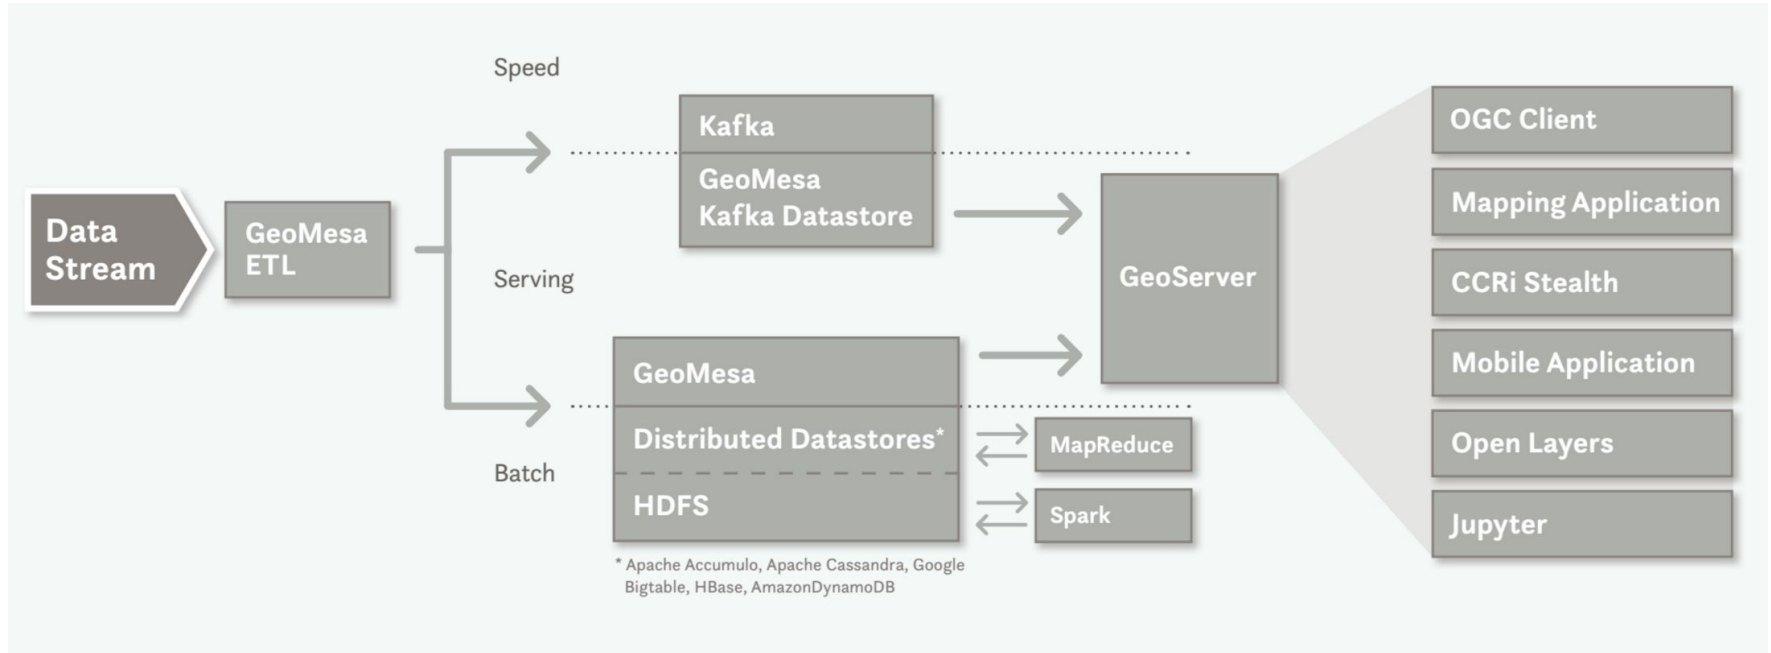 Data
Stream
GeoMesa
ETL
Speed
Serving
Batch
Kafka
GeoMesa
Kafka Datastore
GeoMesa
Distributed Datastores*
HDFS
* Apache Accumulo, Apache Cassandra, Google
Bigtable, HBase, AmazonDynamoDB
MapReduce
Spark
GeoServer
OGC Client
Mapping Application
CCRi Stealth
Mobile Application
Open Layers
Jupyter